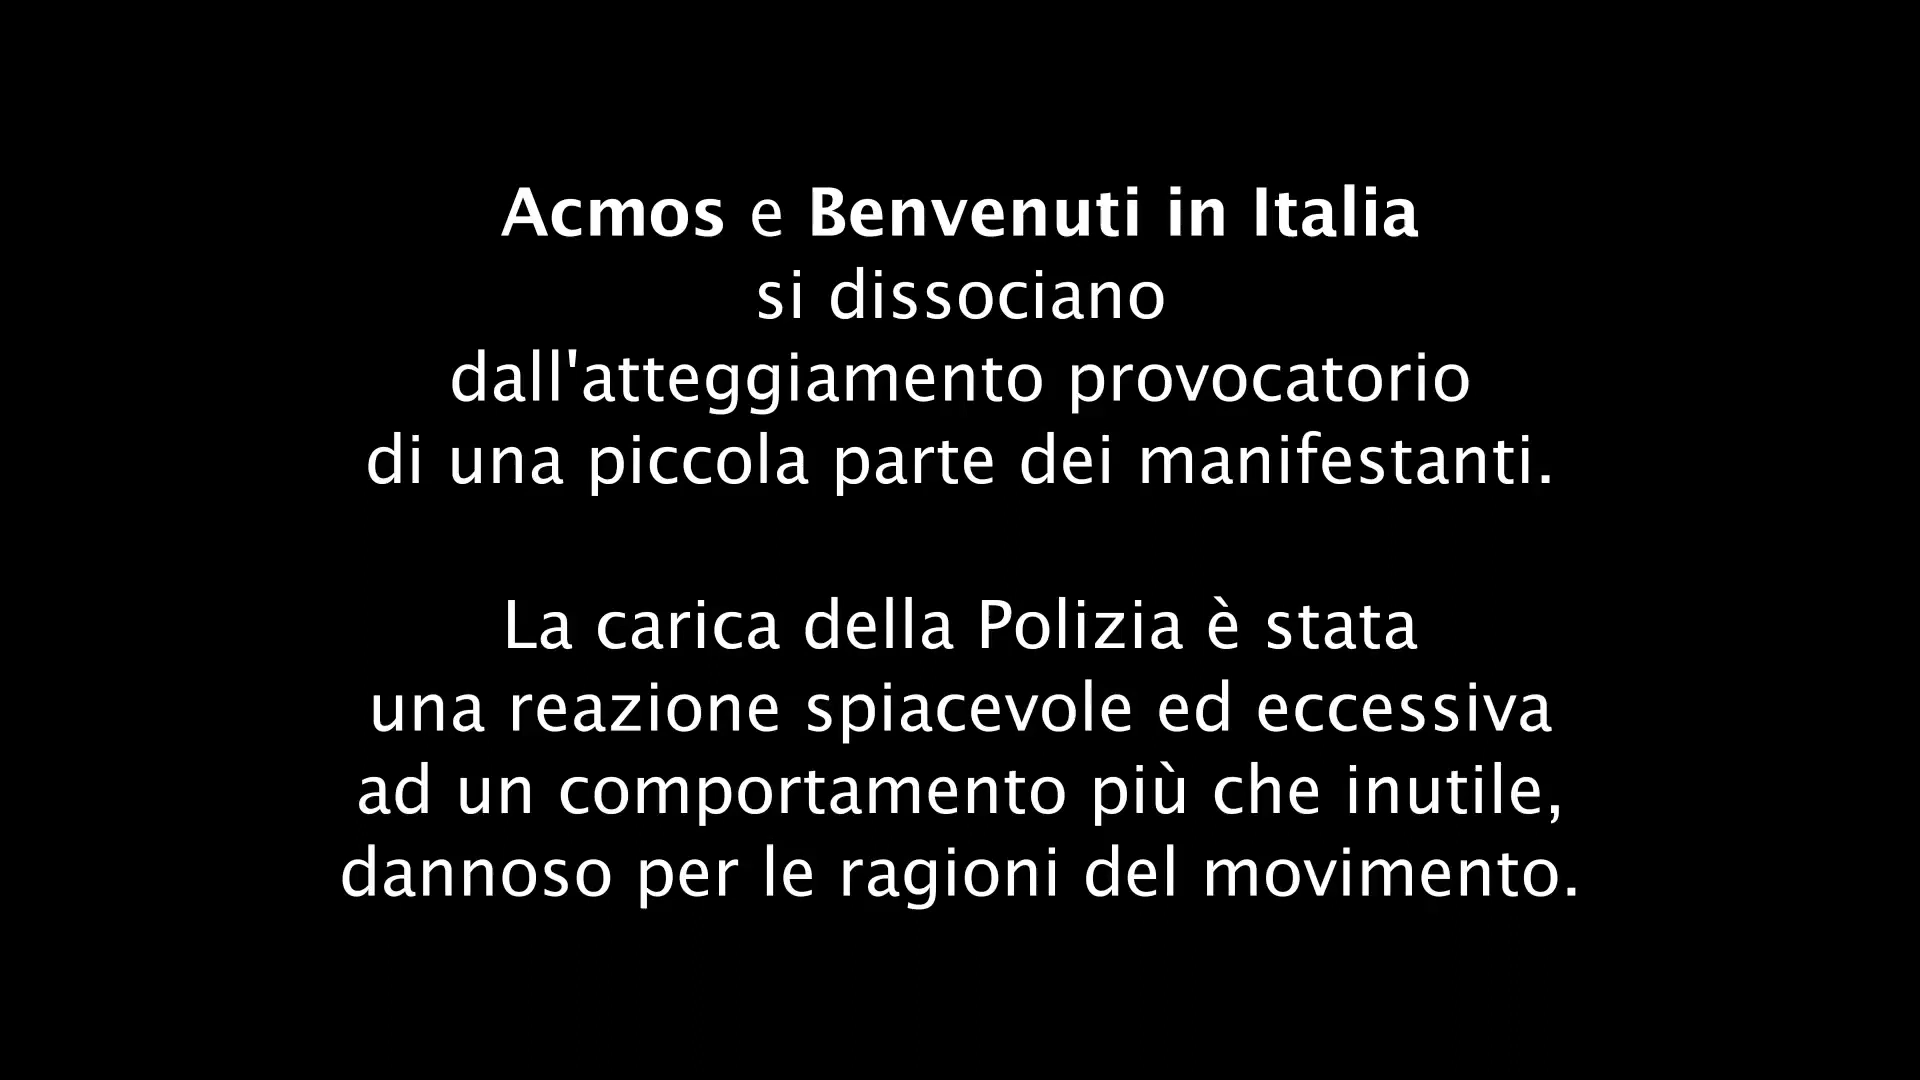 Acmos e Benvenuti in Italia
si dissociano
dall'atteggiamento provocatorio
di una piccola parte dei manifestanti.
La carica della Polizia è stata
una reazione spiacevole ed eccessiva
ad un comportamento più che inutile,
dannoso per le ragioni del movimento.